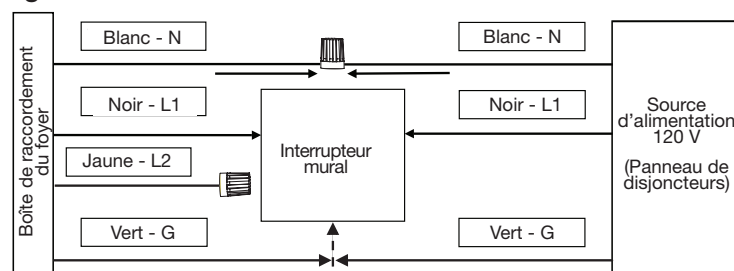 Blanc - N
Blanc - N
Boîte de raccordement
du foyer
Noir - L1
Noir - L1
Source
d'alimentation
120 V
(Panneau de
disjoncteurs)
Interrupteur
mural
Jaune - L2
Vert - G
Vert - G